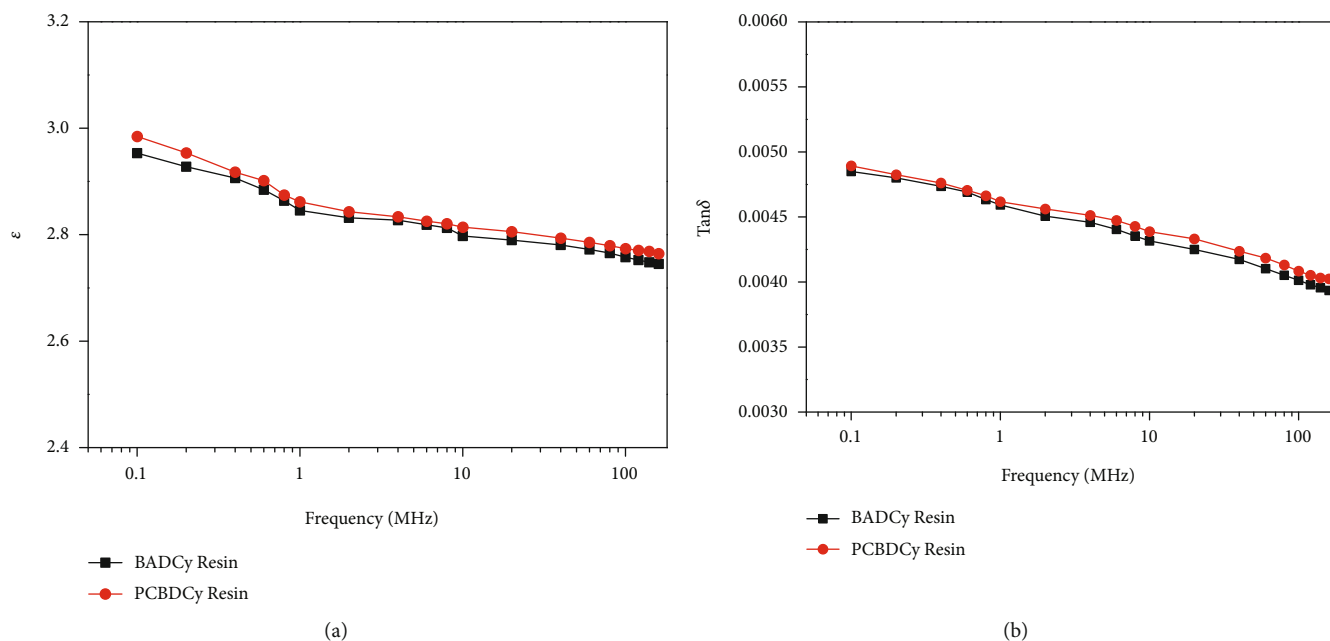 3.2
3.0
2.8
2.6
2.4
ε
0.1
1
10
100
Frequency (MHz)
BADCy Resin
PCBDCy Resin
(a)
0.0060
0.0055
0.0050
0.0045
0.0040
0.0035
0.0030
Tanδ
0.1
1
10
100
Frequency (MHz)
BADCy Resin
PCBDCy Resin
(b)